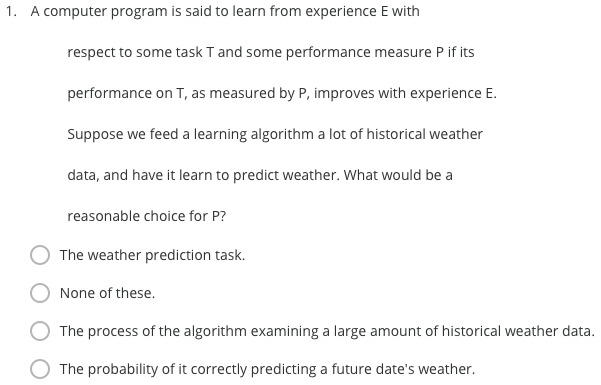 1. A computer program is said to learn from experience E with
respect to some task T and some performance measure P if its
performance on T, as measured by P, improves with experience E.
Suppose we feed a learning algorithm a lot of historical weather
data, and have it learn to predict weather. What would be a
reasonable choice for P?
The weather prediction task.
None of these.
The process of the algorithm examining a large amount of historical weather data.
The probability of it correctly predicting a future date's weather.